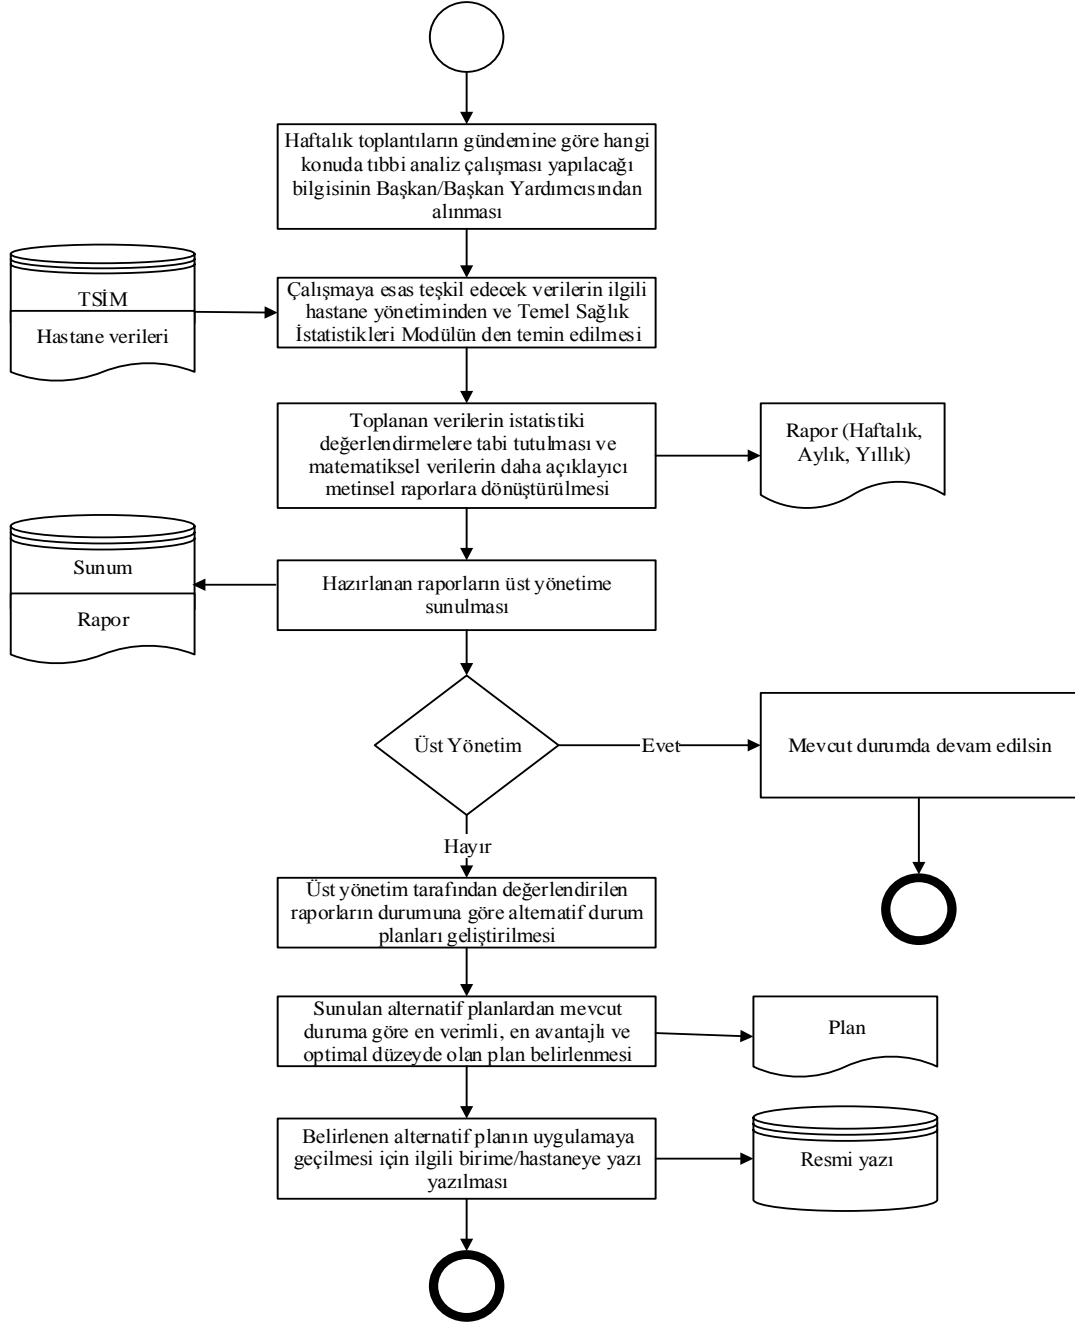 Haftalık toplantıların gündemine göre hangi
konuda tıbbi analiz çalışması yapılacağı
bilgisinin Başkan/Başkan Yardımcısından
alınması
TSİM
Hastane verileri
Çalışmaya esas teşkil edecek verilerin ilgili
hastane yönetiminden ve Temel Sağlık
İstatistikleri Modülün den temin edilmesi
Toplanan verilerin istatistiki
değerlendirmelere tabi tutulması ve
matematiksel verilerin daha açıklayıcı
metinsel raporlara dönüştürülmesi
Rapor (Haftalık,
Aylık, Yıllık)
Sunum
Rapor
Hazırlanan raporların üst yönetime
sunulması
Üst Yönetim
Evet
Mevcut durumda devam edilsin
Hayır
Üst yönetim tarafından değerlendirilen
raporların durumuna göre alternatif durum
planları geliştirilmesi
Sunulan alternatif planlardan mevcut
duruma göre en verimli, en avantajlı ve
optimal düzeyde olan plan belirlenmesi
Plan
Belirlenen alternatif planın uygulamaya
geçilmesi için ilgili birime/hastaneye yazı
yazılması
Resmi yazı